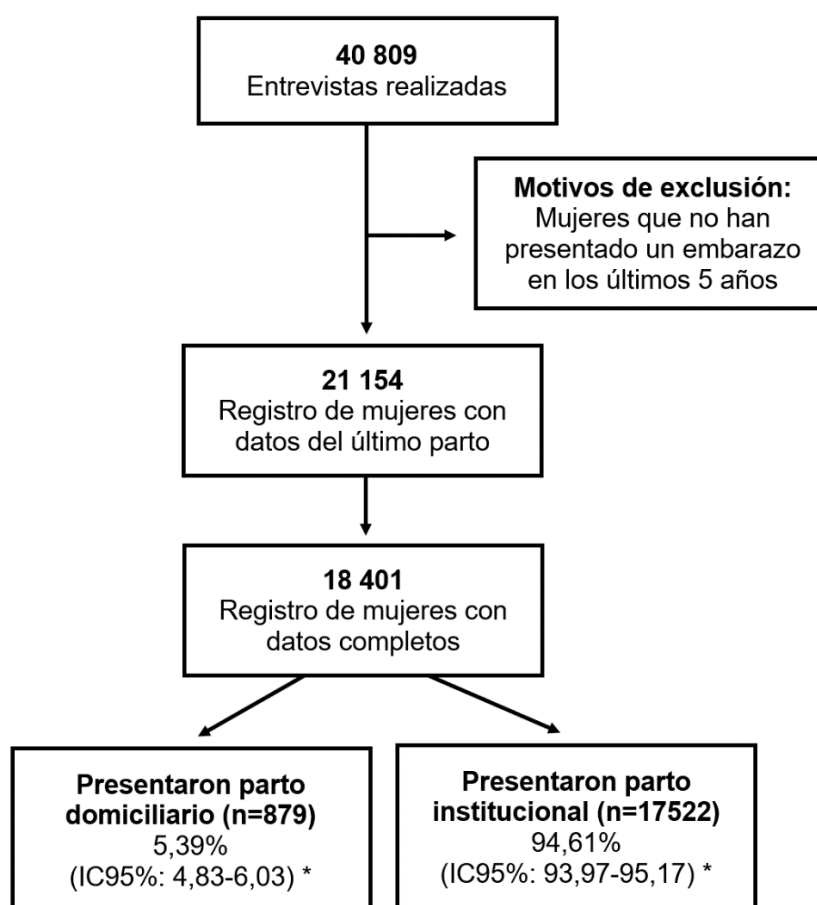 40 809
Entrevistas realizadas
Motivos de exclusión:
Mujeres que no han
presentado un embarazo
en los últimos 5 años
21 154
Registro de mujeres con
datos del último parto
18 401
Registro de mujeres con
datos completos
Presentaron parto
domiciliario (n=879)
5,39%
(IC95%: 4,83-6,03) *
Presentaron parto
institucional (n=17522)
94,61%
(IC95%: 93,97-95,17) *